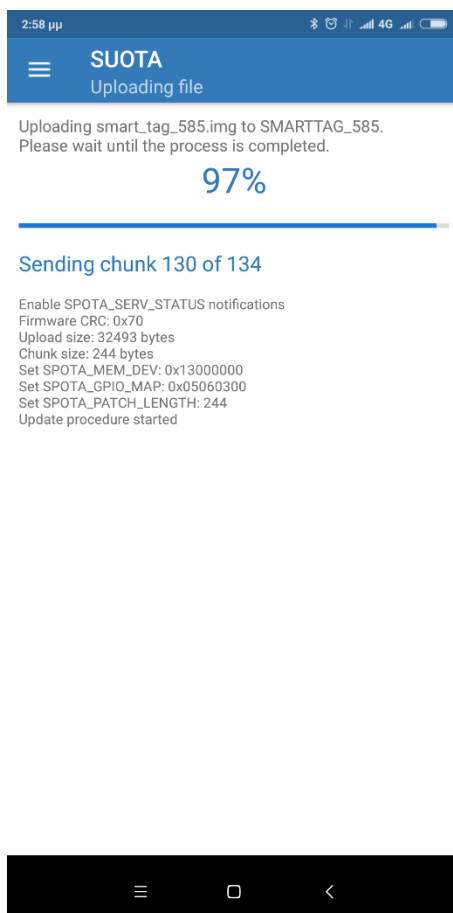 2:58 μμ
4G
SUOTA
Uploading file
Uploading smart_tag_585.img to SMARTTAG_585.
Please wait until the process is completed.
97%
Sending chunk 130 of 134
Enable SPOTA_SERV_STATUS notifications
Firmware CRC: 0x70
Upload size: 32493 bytes
Chunk size: 244 bytes
Set SPOTA_MEM_DEV: 0x13000000
Set SPOTA_GPIO_MAP: 0x05060300
Set SPOTA_PATCH_LENGTH: 244
Update procedure started